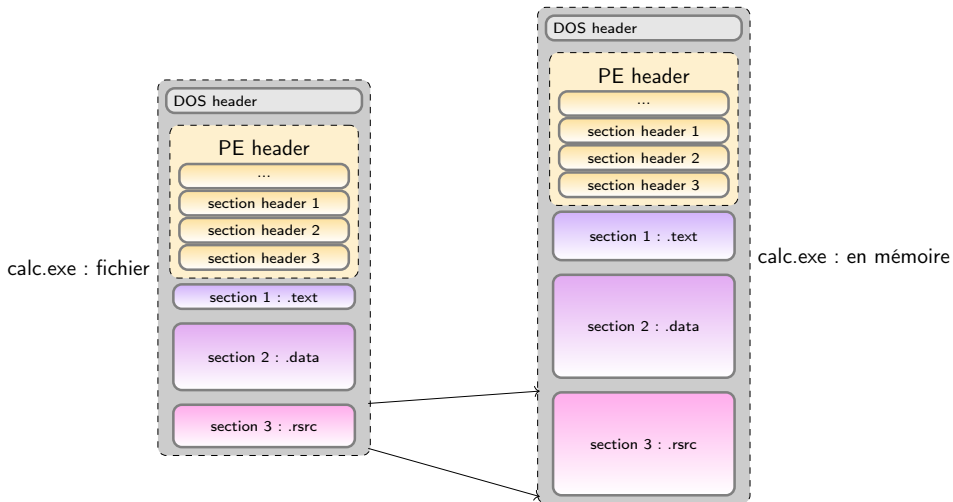 calc.exe : fichier
DOS header
PE header
...
section header 1
section header 2
section header 3
section 1 : .text
section 2 : .data
section 3 : .rsrc
DOS header
PE header
...
section header 1
section header 2
section header 3
section 1 : .text
section 2 : .data
section 3 : .rsrc
calc.exe : en mémoire